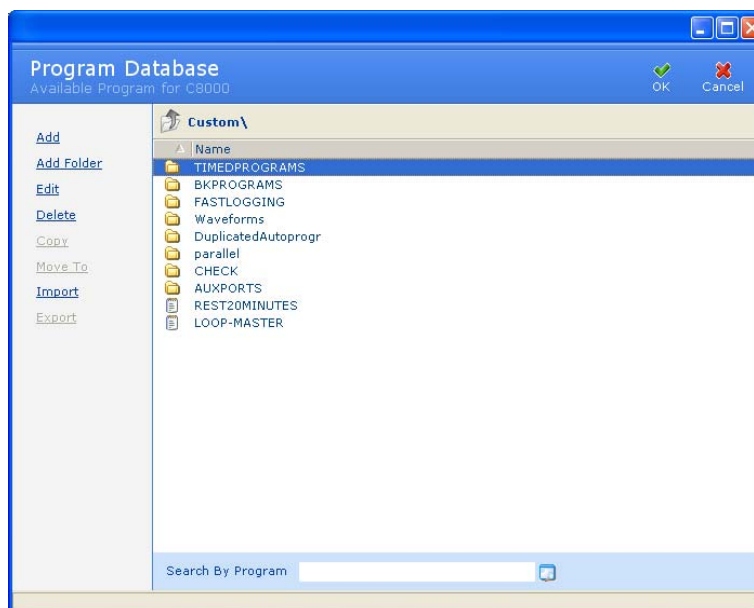 Program Database
Available Program for C8000
OK
Cancel
Add
Add Folder
Edit
Delete
Copy
Move To
Import
Export
Custom\
Name
TIMEDPROGRAMS
BKPROGRAMS
FASTLOGGING
Waveforms
DuplicatedAutoprogr
parallel
CHECK
AUXPORTS
REST20MINUTES
LOOP-MASTER
Search By Program